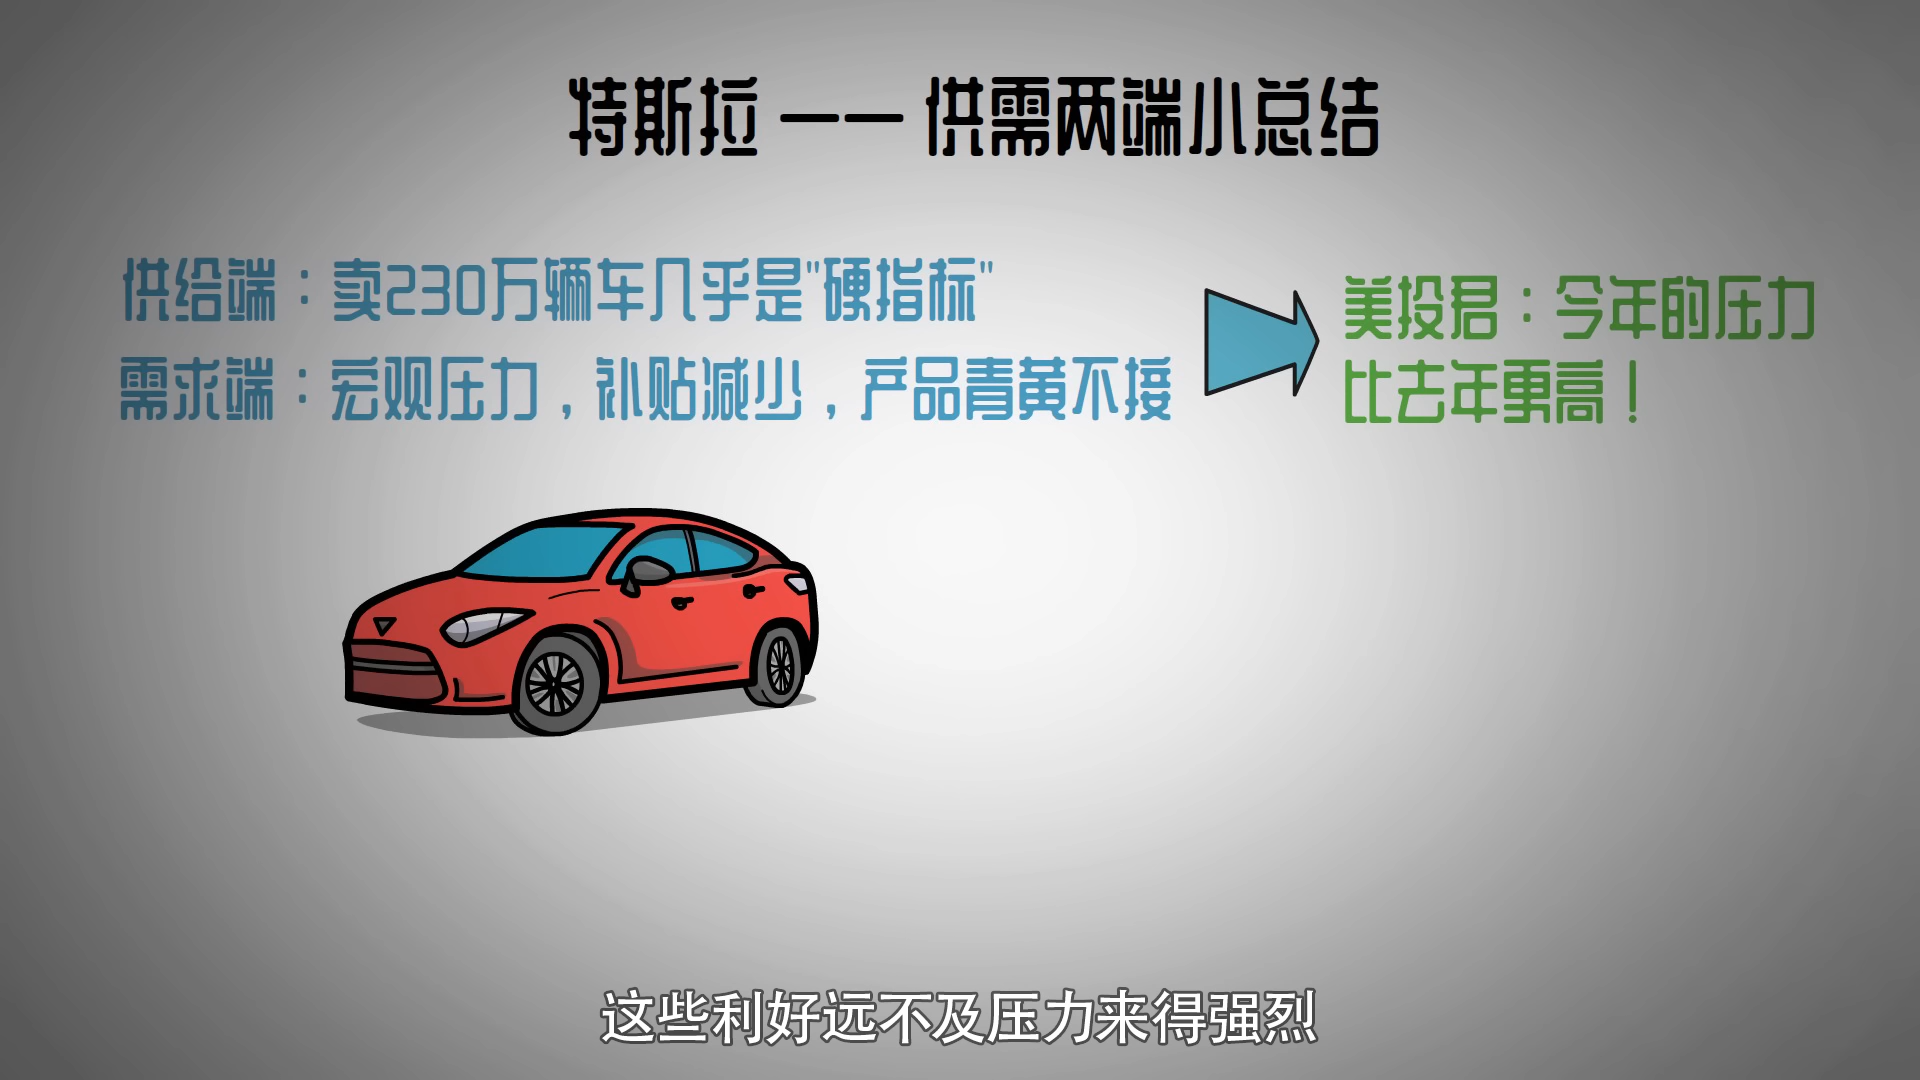 特斯拉 —— 供需两端小总结
供给端：卖230万辆车几乎是"硬指标"
需求端：宏观压力，补贴减少，产品青黄不接
美投君：今年的压力
比去年更高！
这些利好远不及压力来得强烈